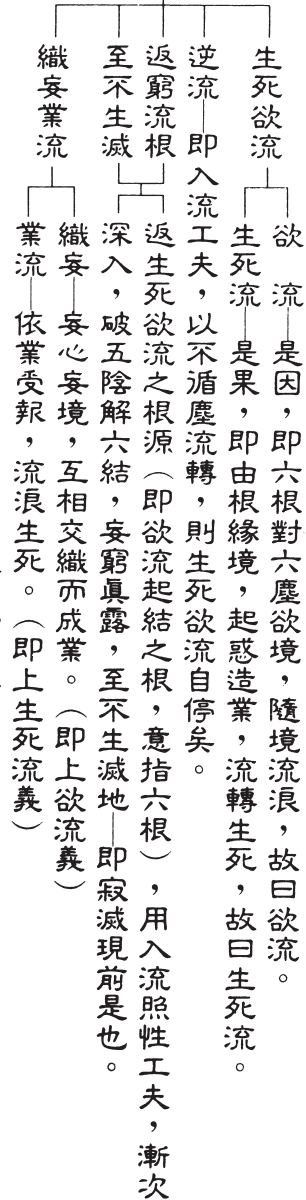 生死欲流
欲　流——是因，即六根對六塵欲境，隨境流浪，故曰欲流。
生死流——是果，即由根緣境，起惑造業，流轉生死，故曰生死流。
逆流——即入流工夫，以不循塵流轉，則生死欲流自停矣。
返窮流根
至不生滅
返生死欲流之根源（即欲流起結之根，意指六根），用入流照性工夫，漸次
深入，破五陰解六結，妄窮眞露，至不生滅地——即寂滅現前是也。
織妄業流
織妄——妄心妄境，互相交織而成業。（即上欲流義）
業流——依業受報，流浪生死。（即上生死流義）